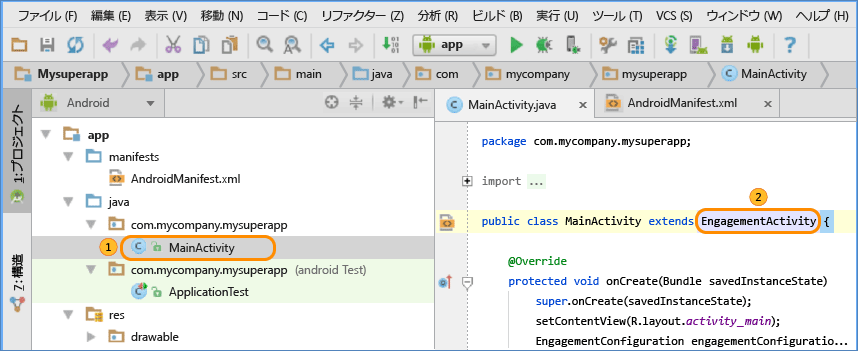 ファイル (F) 編集 (E) 表示 (V) 移動 (N) コード (C) リファクター (Z) 分析 (R) ビルド (B) 実行 (U) ツール (T) VCS (S) ウィンドウ (W) ヘルプ (H)
app
Mysuperapp app src main java com mycompany mysuperapp MainActivity
1:プロジェクト
7: 構造
Android
app
manifests
AndroidManifest.xml
java
com.mycompany.mysuperapp
1 MainActivity
com.mycompany.mysuperapp (android Test)
ApplicationTest
res
drawable
MainActivity.java AndroidManifest.xml
package com.mycompany.mysuperapp;
import ...
2
public class MainActivity extends EngagementActivity {
@Override
protected void onCreate(Bundle savedInstanceState)
super.onCreate(savedInstanceState);
setContentView(R.layout.activity_main);
EngagementConfiguration engagementConfiguratio...